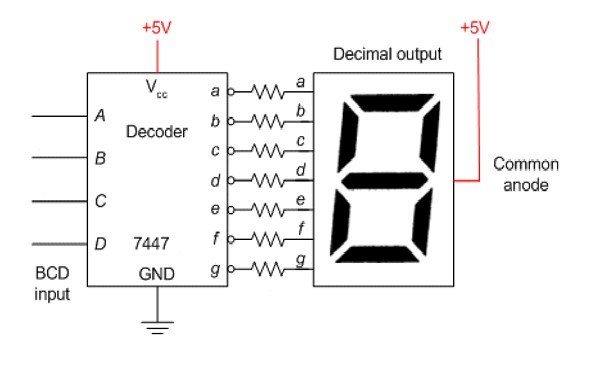 +5V
+5V
Decimal output
Vcc
Decoder
A
B
C
D
7447
GND
BCD
input
a
b
c
d
e
f
g
a
b
c
d
e
f
g
Common
anode